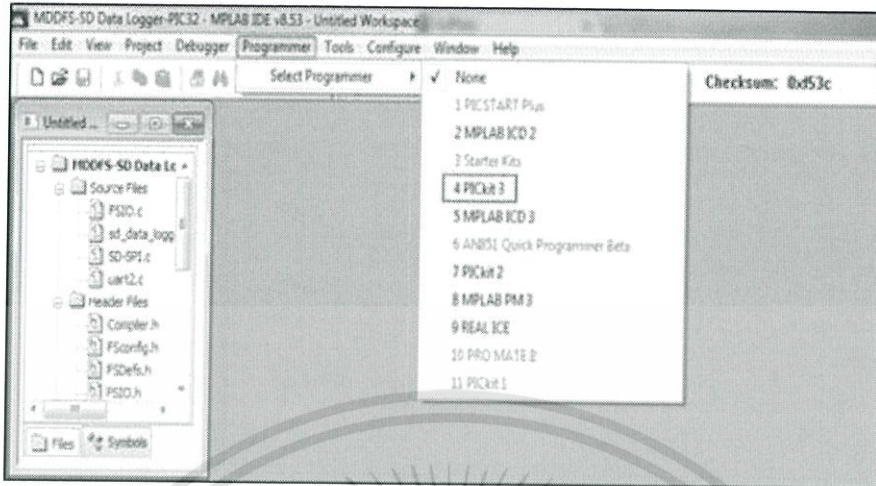 MDDFS-SD Data Logger-PIC32 - MPLAB IDE v8.53 - Untitled Workspace
File Edit View Project Debugger Programmer Tools Configure Window Help
Select Programmer
Checksum: 0xf53c
None
1 PICSTART Plus
2 MPLAB ICD 2
3 Starter Kits
4 PICkit 3
5 MPLAB ICD 3
6 AN851 Quick Programmer Beta
7 PICkit 2
8 MPLAB PM 3
9 REAL ICE
10 PRO MATE II
11 PICkit 1
Untitled ...
MDDFS-SD Data Lc
Source Files
FSIO.c
sd_data_logg
SD-SPI.c
uart2.c
Header Files
Compiler.h
FSconfig.h
FSDefs.h
FSIO.h
Files Symbols